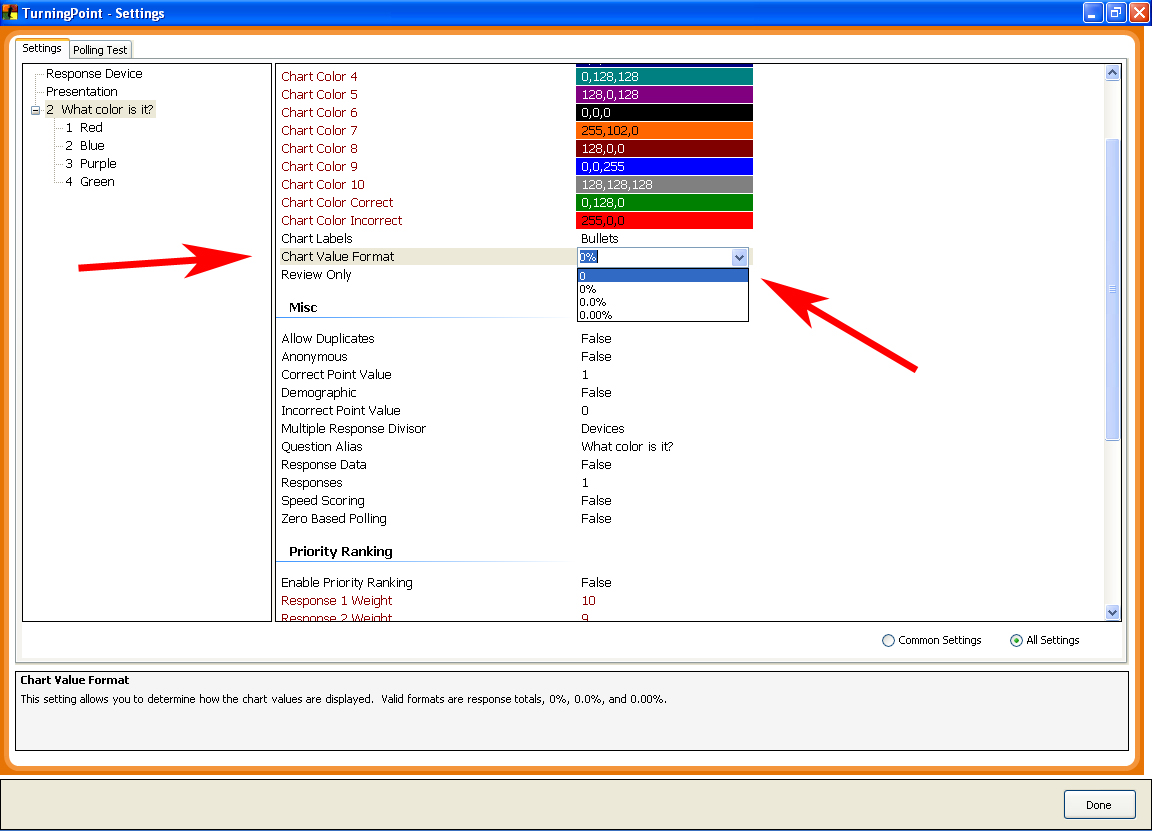 TurningPoint - Settings
Settings Polling Test
Response Device
Presentation
2 What color is it?
1 Red
2 Blue
3 Purple
4 Green
Chart Color 4 0,128,128
Chart Color 5 128,0,128
Chart Color 6 0,0,0
Chart Color 7 255,102,0
Chart Color 8 128,0,0
Chart Color 9 0,0,255
Chart Color 10 128,128,128
Chart Color Correct 0,128,0
Chart Color Incorrect 255,0,0
Chart Labels Bullets
Chart Value Format 0%
Review Only 0
0%
0.0%
0.00%
Misc
Allow Duplicates False
Anonymous False
Correct Point Value 1
Demographic False
Incorrect Point Value 0
Multiple Response Divisor Devices
Question Alias What color is it?
Response Data False
Responses 1
Speed Scoring False
Zero Based Polling False
Priority Ranking
Enable Priority Ranking False
Response 1 Weight 10
Response 2 Weight 9
Common Settings All Settings
Chart Value Format
This setting allows you to determine how the chart values are displayed. Valid formats are response totals, 0%, 0.0%, and 0.00%.
Done